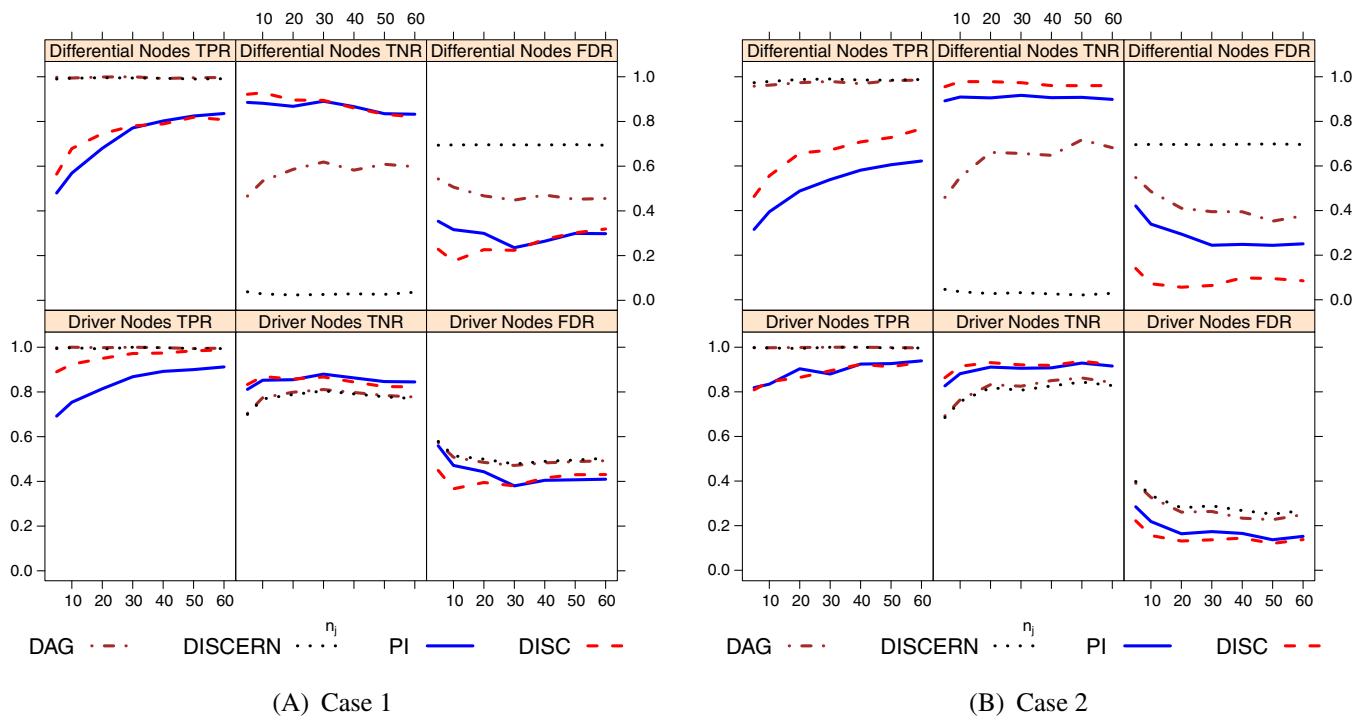 10 20 30 40 50 60
Differential Nodes TPR Differential Nodes TNR Differential Nodes FDR
1.0
0.8
0.6
0.4
0.2
0.0
Driver Nodes TPR Driver Nodes TNR Driver Nodes FDR
1.0
0.8
0.6
0.4
0.2
0.0
10 20 30 40 50 60 10 20 30 40 50 60
n_j
DAG DISCERN PI DISC
(A) Case 1
10 20 30 40 50 60
Differential Nodes TPR Differential Nodes TNR Differential Nodes FDR
1.0
0.8
0.6
0.4
0.2
0.0
Driver Nodes TPR Driver Nodes TNR Driver Nodes FDR
1.0
0.8
0.6
0.4
0.2
0.0
10 20 30 40 50 60 10 20 30 40 50 60
n_j
DAG DISCERN PI DISC
(B) Case 2